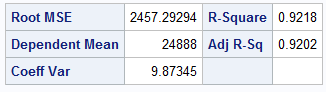 Root MSE 2457.29294 R-Square 0.9218
Dependent Mean 24888 Adj R-Sq 0.9202
Coeff Var 9.87345